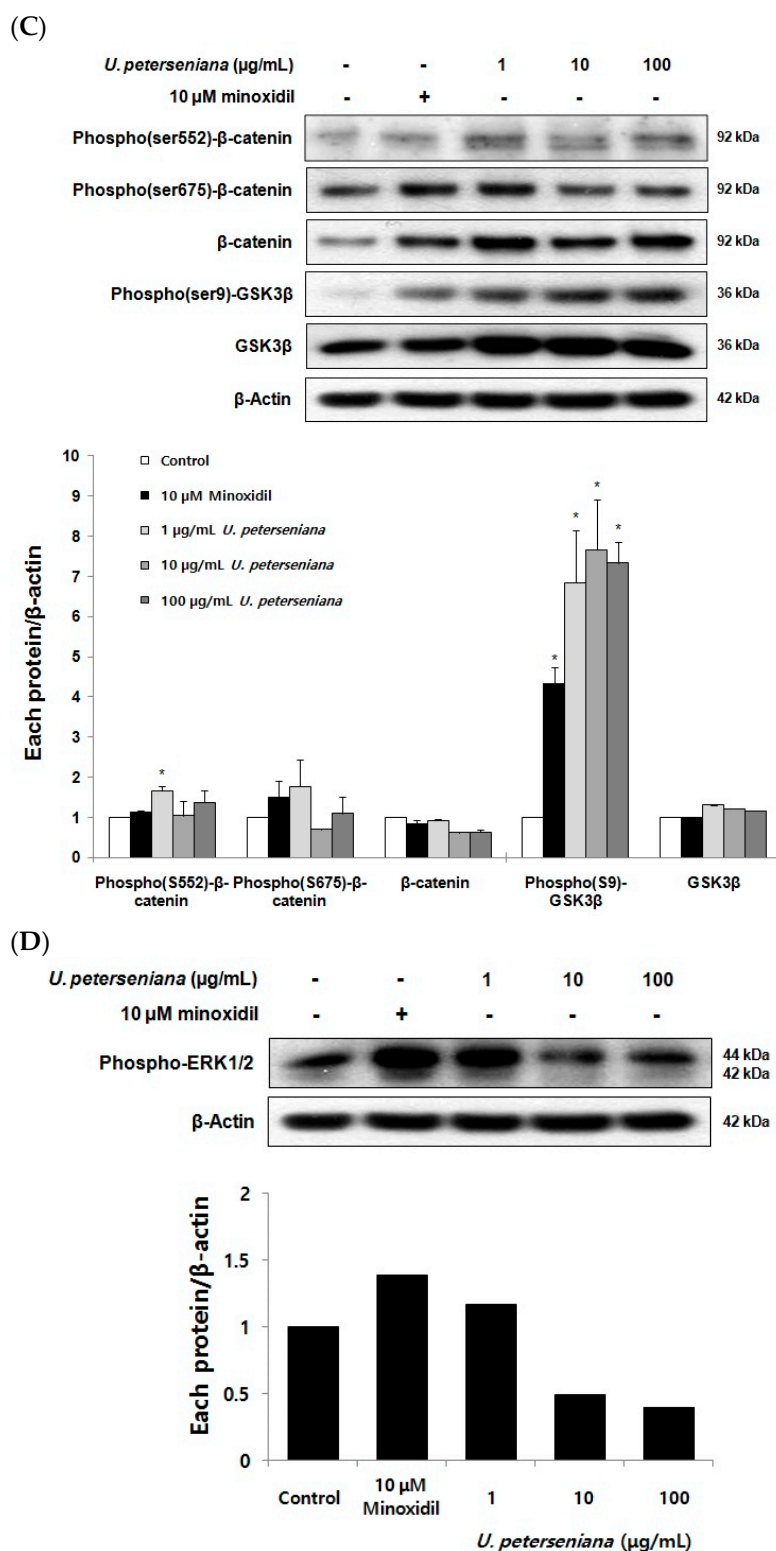 (C)
U. peterseniana (µg/mL) - - 1 10 100
10 µM minoxidil - + - - -
Phospho(ser552)-β-catenin 92 kDa
Phospho(ser675)-β-catenin 92 kDa
β-catenin 92 kDa
Phospho(ser9)-GSK3β 36 kDa
GSK3β 36 kDa
β-Actin 42 kDa
Each protein/β-actin
10
9
8
7
6
5
4
3
2
1
0
Control
10 µM Minoxidil
1 µg/mL U. peterseniana
10 µg/mL U. peterseniana
100 µg/mL U. peterseniana
* * * * *
Phospho(S552)-β-catenin
Phospho(S675)-β-catenin
β-catenin
Phospho(S9)-GSK3β
GSK3β
(D)
U. peterseniana (µg/mL) - - 1 10 100
10 µM minoxidil - + - - -
Phospho-ERK1/2 44 kDa
42 kDa
β-Actin 42 kDa
Each protein/β-actin
2
1.5
1
0.5
0
Control 10 µM Minoxidil 1 10 100
U. peterseniana (µg/mL)